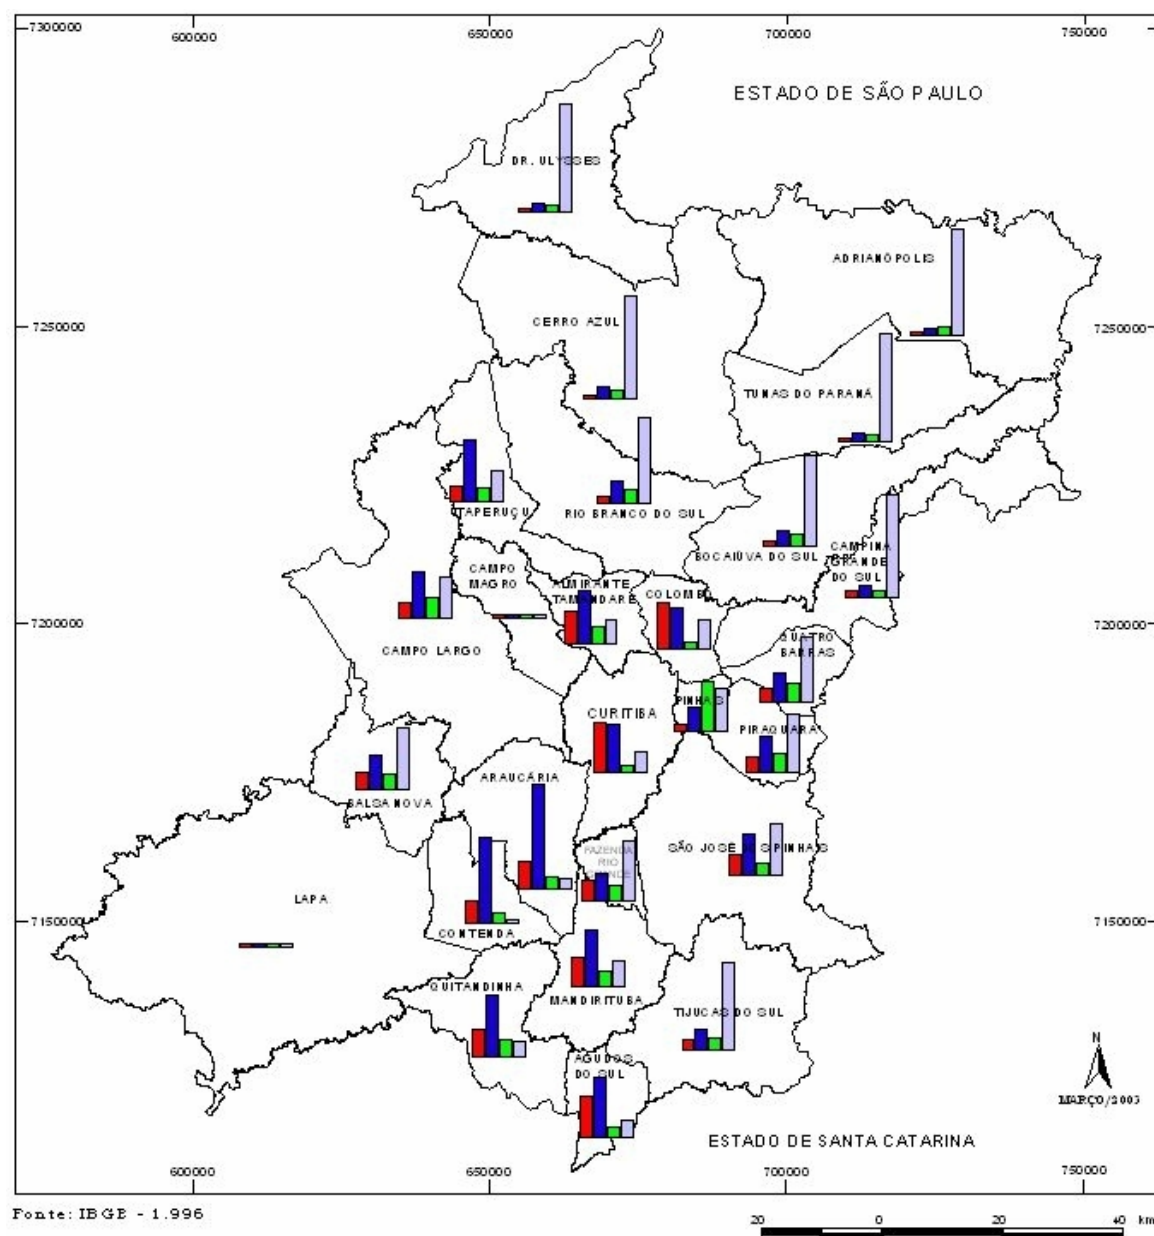 7300000
600000
650000
700000
750000
ESTADO DE SÃO PAULO
DR. ULYSSES
ADRIANÓPOLIS
CERRO AZUL
7250000
7250000
TUNAS DO PARANÁ
ITAPERUÇU
RIO BRANCO DO SUL
BOCAIÚVA DO SUL
CAMPINA
GRANDE
DO SUL
CAMPO
MAGRO
ALMIRANTE
TAMANDARÉ
COLOMBO
7200000
7200000
QUATRO
BARRAS
CAMPO LARGO
PINHAIS
CURITIBA
PIRAQUARA
ARAUCÁRIA
BALSA NOVA
FAZENDA
RIO
GRANDE
SÃO JOSÉ DOS PINHAIS
LAPA
7150000
7150000
CONTENDA
QUITANDINHA
MANDIRITUBA
TIJUCAS DO SUL
AGUDOS
DO SUL
N
MARÇO/2003
ESTADO DE SANTA CATARINA
600000
650000
700000
750000
Fonte: IBGE - 1.996
20
0
20
40
km